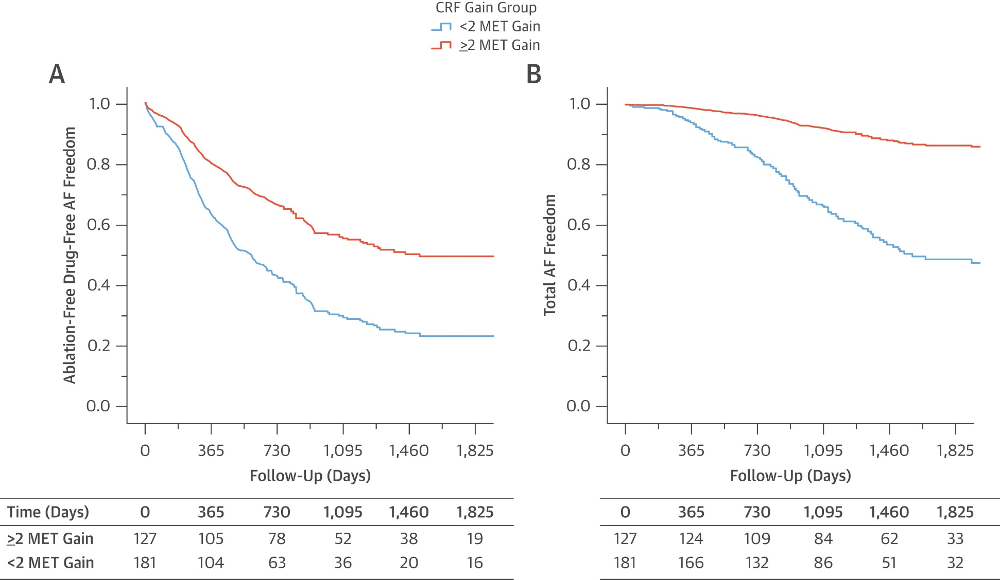 CRF Gain Group
<2 MET Gain
≥2 MET Gain
A
Ablation-Free Drug-Free AF Freedom
1.0
0.8
0.6
0.4
0.2
0.0
0 365 730 1,095 1,460 1,825
Follow-Up (Days)
B
Total AF Freedom
1.0
0.8
0.6
0.4
0.2
0.0
0 365 730 1,095 1,460 1,825
Follow-Up (Days)
Time (Days) 0 365 730 1,095 1,460 1,825
≥2 MET Gain 127 105 78 52 38 19
<2 MET Gain 181 104 63 36 20 16
0 365 730 1,095 1,460 1,825
127 124 109 84 62 33
181 166 132 86 51 32